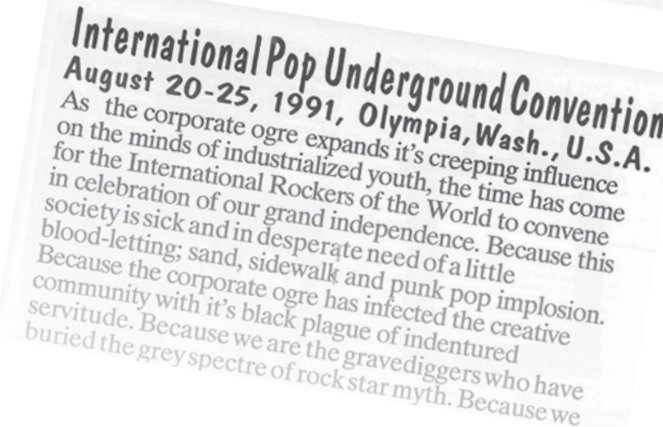 International Pop Underground Convention
August 20-25, 1991, Olympia, Wash., U.S.A.
As the corporate ogre expands it's creeping influence
on the minds of industrialized youth, the time has come
for the International Rockers of the World to convene
in celebration of our grand independence. Because this
society is sick and in desperate need of a little
blood-letting; sand, sidewalk and punk pop implosion.
Because the corporate ogre has infected the creative
community with it's black plague of indentured
servitude. Because we are the gravediggers who have
buried the grey spectre of rock star myth. Because we